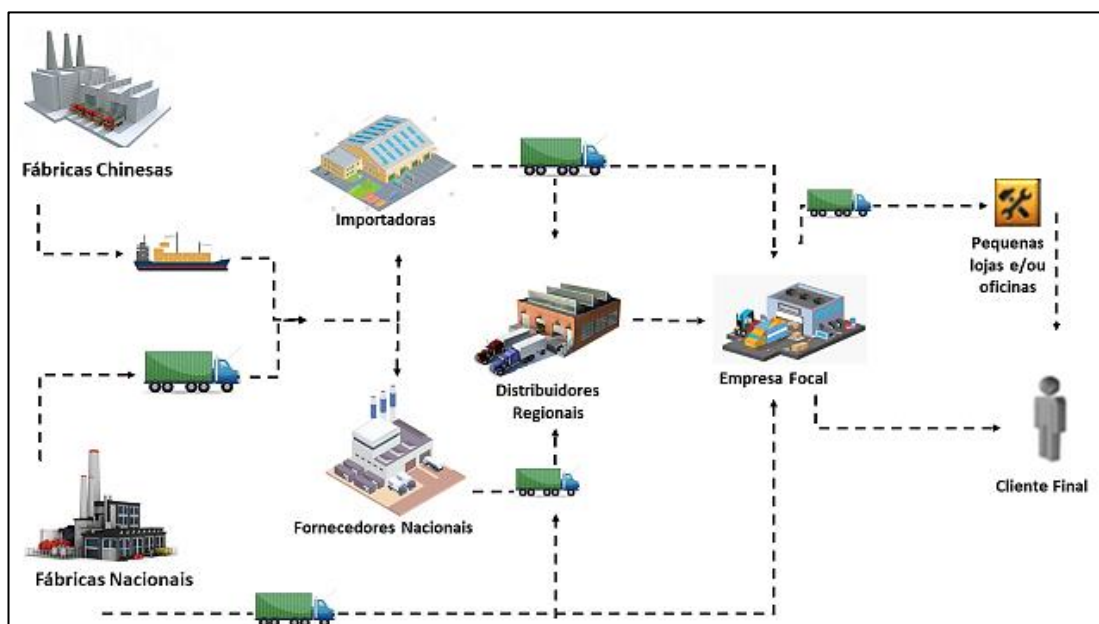 Fábricas Chinesas
Importadoras
Pequenas
lojas e/ou
oficinas
Distribuidores
Regionais
Empresa Focal
Fornecedores Nacionais
Cliente Final
Fábricas Nacionais